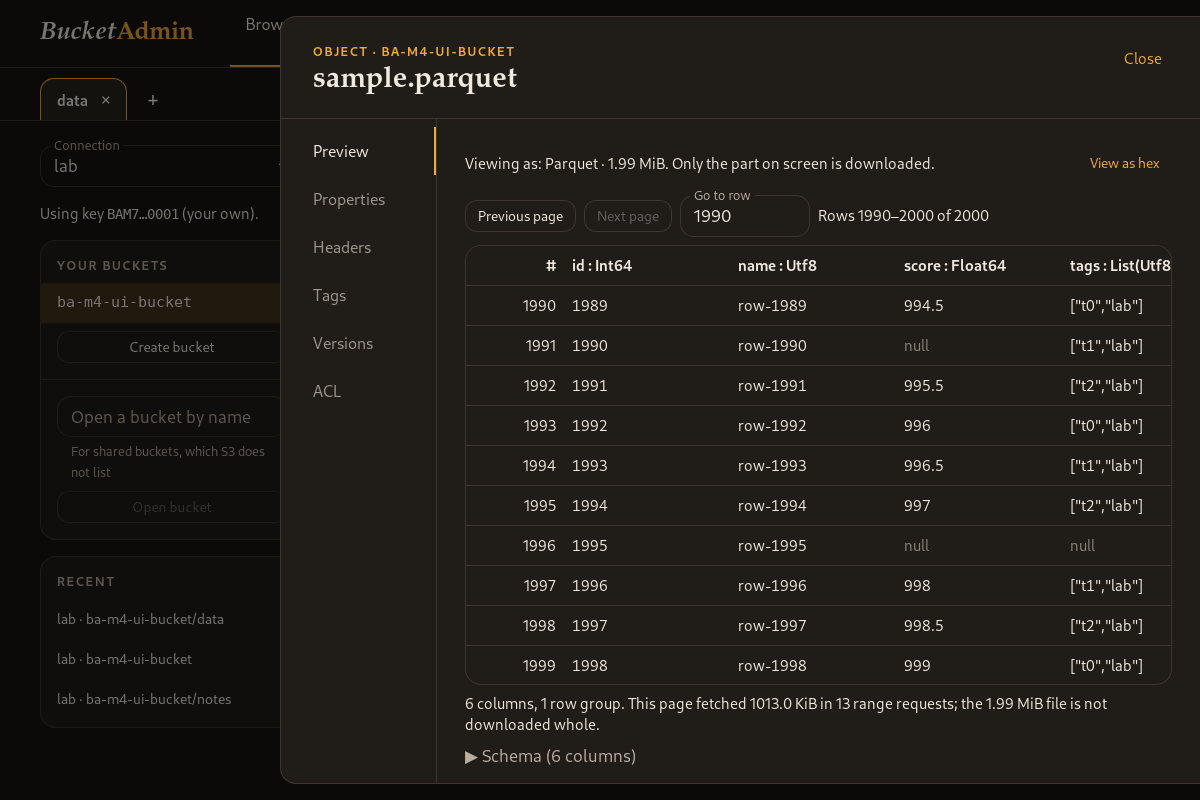 BucketAdmin
Brow
data × +
Connection
lab
Using key BAM7…0001 (your own).
YOUR BUCKETS
ba-m4-ui-bucket
Create bucket
Open a bucket by name
For shared buckets, which S3 does
not list
Open bucket
RECENT
lab · ba-m4-ui-bucket/data
lab · ba-m4-ui-bucket
lab · ba-m4-ui-bucket/notes
OBJECT · BA-M4-UI-BUCKET
sample.parquet
Close
Preview
Properties
Headers
Tags
Versions
ACL
Viewing as: Parquet · 1.99 MiB. Only the part on screen is downloaded.
View as hex
Previous page
Next page
Go to row
1990
Rows 1990–2000 of 2000
# id : Int64 name : Utf8 score : Float64 tags : List(Utf8
1990 1989 row-1989 994.5 ["t0","lab"]
1991 1990 row-1990 null ["t1","lab"]
1992 1991 row-1991 995.5 ["t2","lab"]
1993 1992 row-1992 996 ["t0","lab"]
1994 1993 row-1993 996.5 ["t1","lab"]
1995 1994 row-1994 997 ["t2","lab"]
1996 1995 row-1995 null null
1997 1996 row-1996 998 ["t1","lab"]
1998 1997 row-1997 998.5 ["t2","lab"]
1999 1998 row-1998 999 ["t0","lab"]
6 columns, 1 row group. This page fetched 1013.0 KiB in 13 range requests; the 1.99 MiB file is not
downloaded whole.
▶ Schema (6 columns)